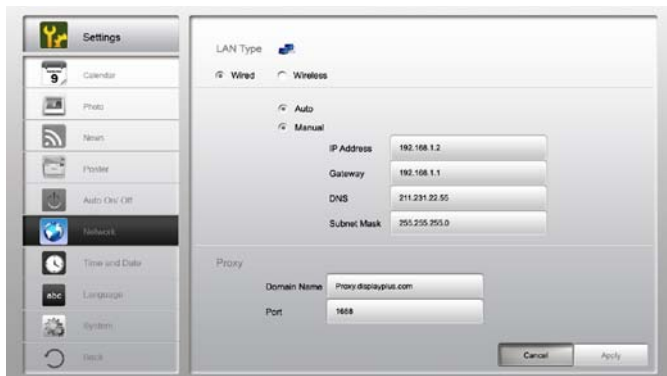 Settings
LAN Type
Wired Wireless
9 Calendar
Photo
Auto
Manual
News
IP Address 192.168.1.2
Poster
Gateway 192.168.1.1
Auto On/ Off
DNS 211.231.22.55
Subnet Mask 255.255.255.0
Network
Time and Date
Proxy
Domain Name Proxy.displayplus.com
abc Language
Port 1668
System
Back
Cancel Apply